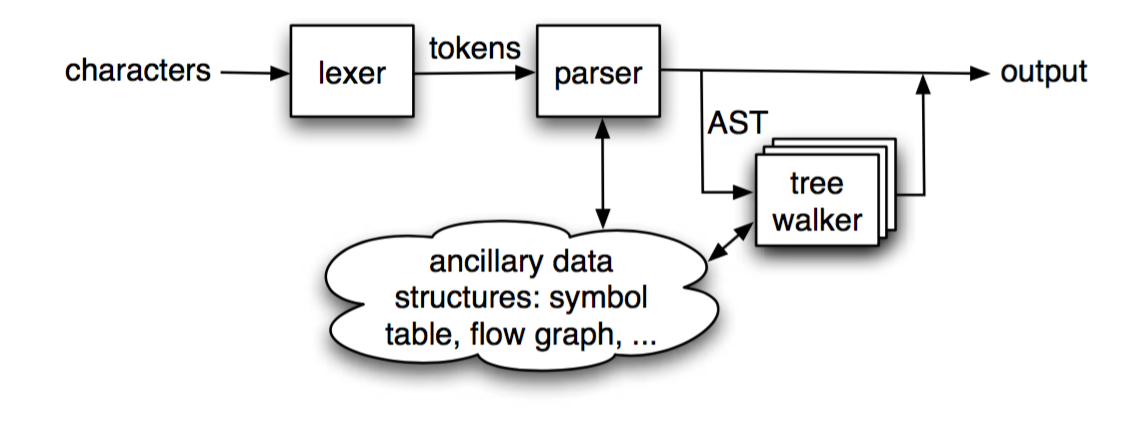 characters
lexer
tokens
parser
output
AST
tree
walker
ancillary data
structures: symbol
table, flow graph, ...